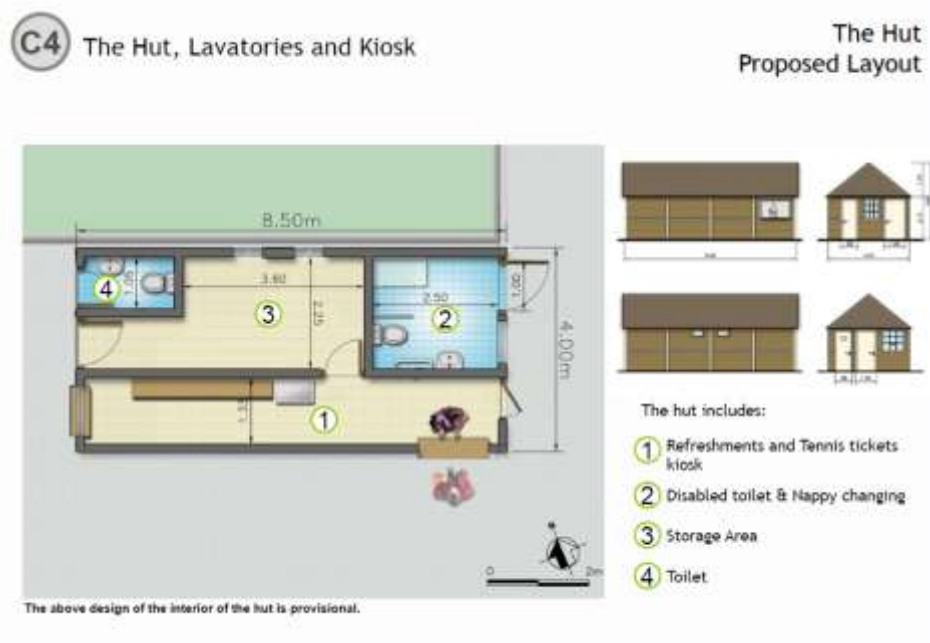 C4 The Hut, Lavatories and Kiosk
The Hut
Proposed Layout
8.50m
3.60
2.25
1.00
2.50
1.00
4.00m
4
3
2
1
0 2m
The hut includes:
1 Refreshments and Tennis tickets
kiosk
2 Disabled toilet & Nappy changing
3 Storage Area
4 Toilet
The above design of the interior of the hut is provisional.